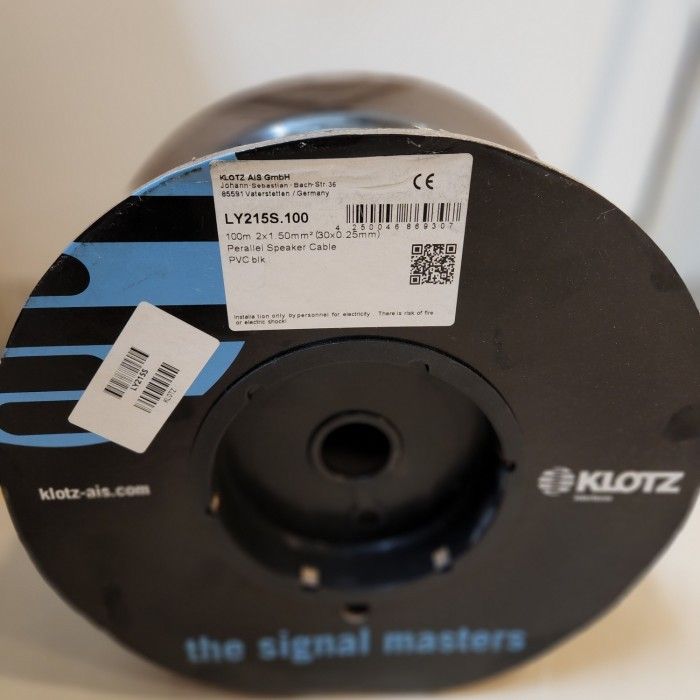 KLOTZ AIS GmbH
Johann-Sebastian-Bach-Str.36
85591 Vaterstetten / Germany
CE
LY215S.100
4 250046 869307
100m 2x1.50mm² (30x0.25mm)
Perallel Speaker Cable
PVC blk
Installation only by personnel for electricity There is risk of fire
or electric shock!
LY215S
KLOTZ
klotz-ais.com
KLOTZ
the signal masters